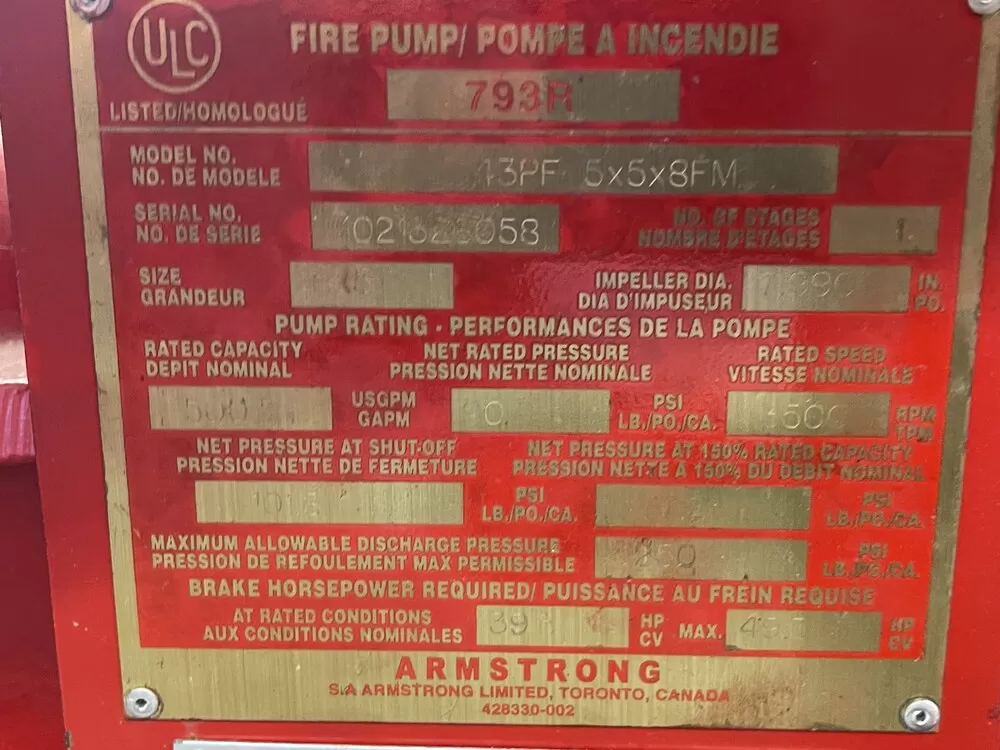 ULC
FIRE PUMP/ POMPE A INCENDIE
LISTED/HOMOLOGUÉ
793R
MODEL NO.
NO. DE MODELE
43PF 5x5x8FM
SERIAL NO.
NO. DE SERIE
NO. OF STAGES
NOMBRE D'ETAGES
1
SIZE
GRANDEUR
IMPELLER DIA.
DIA D'IMPUSEUR
IN.
PO.
PUMP RATING - PERFORMANCES DE LA POMPE
RATED CAPACITY
DEPIT NOMINAL
NET RATED PRESSURE
PRESSION NETTE NOMINALE
RATED SPEED
VITESSE NOMINALE
500
USGPM
GAPM
PSI
LB./PO./CA.
RPM
TPM
NET PRESSURE AT SHUT-OFF
PRESSION NETTE DE FERMETURE
NET PRESSURE AT 150% RATED CAPACITY
PRESSION NETTE A 150% DU DEBIT NOMINAL
PSI
LB./PO./CA.
PSI
LB./PO./CA.
MAXIMUM ALLOWABLE DISCHARGE PRESSURE
PRESSION DE REFOULEMENT MAX PERMISSIBLE
PSI
LB./PO./CA.
BRAKE HORSEPOWER REQUIRED/ PUISSANCE AU FREIN REQUISE
AT RATED CONDITIONS
AUX CONDITIONS NOMINALES
HP
CV
MAX.
HP
CV
ARMSTRONG
S.A ARMSTRONG LIMITED, TORONTO, CANADA
428330-002